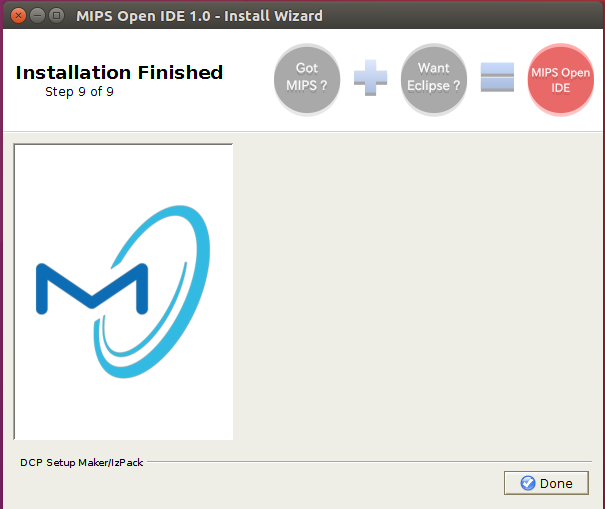 MIPS Open IDE 1.0 - Install Wizard
Installation Finished
Step 9 of 9
Got
MIPS ?
Want
Eclipse ?
MIPS Open
IDE
DCP Setup Maker/IzPack
Done